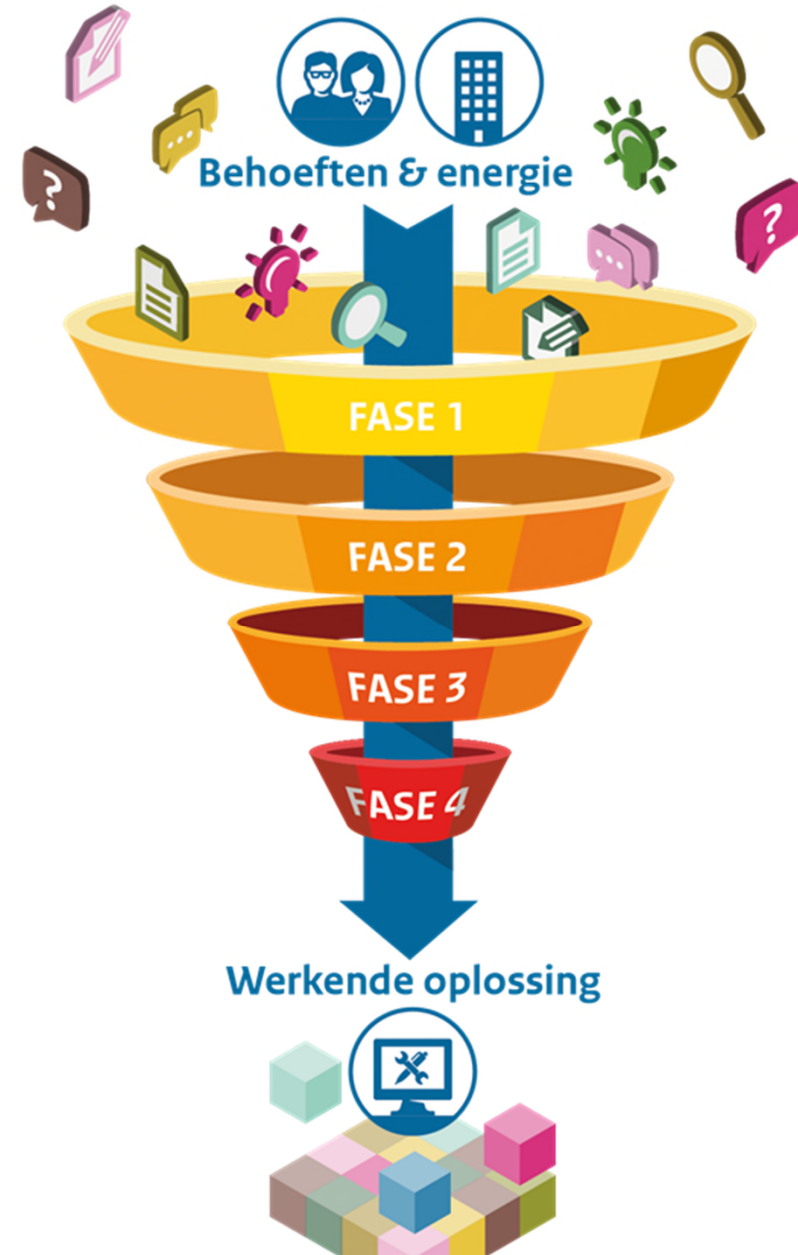 Behoeften & energie
?
?
FASE 1
FASE 2
FASE 3
FASE 4
Werkende oplossing